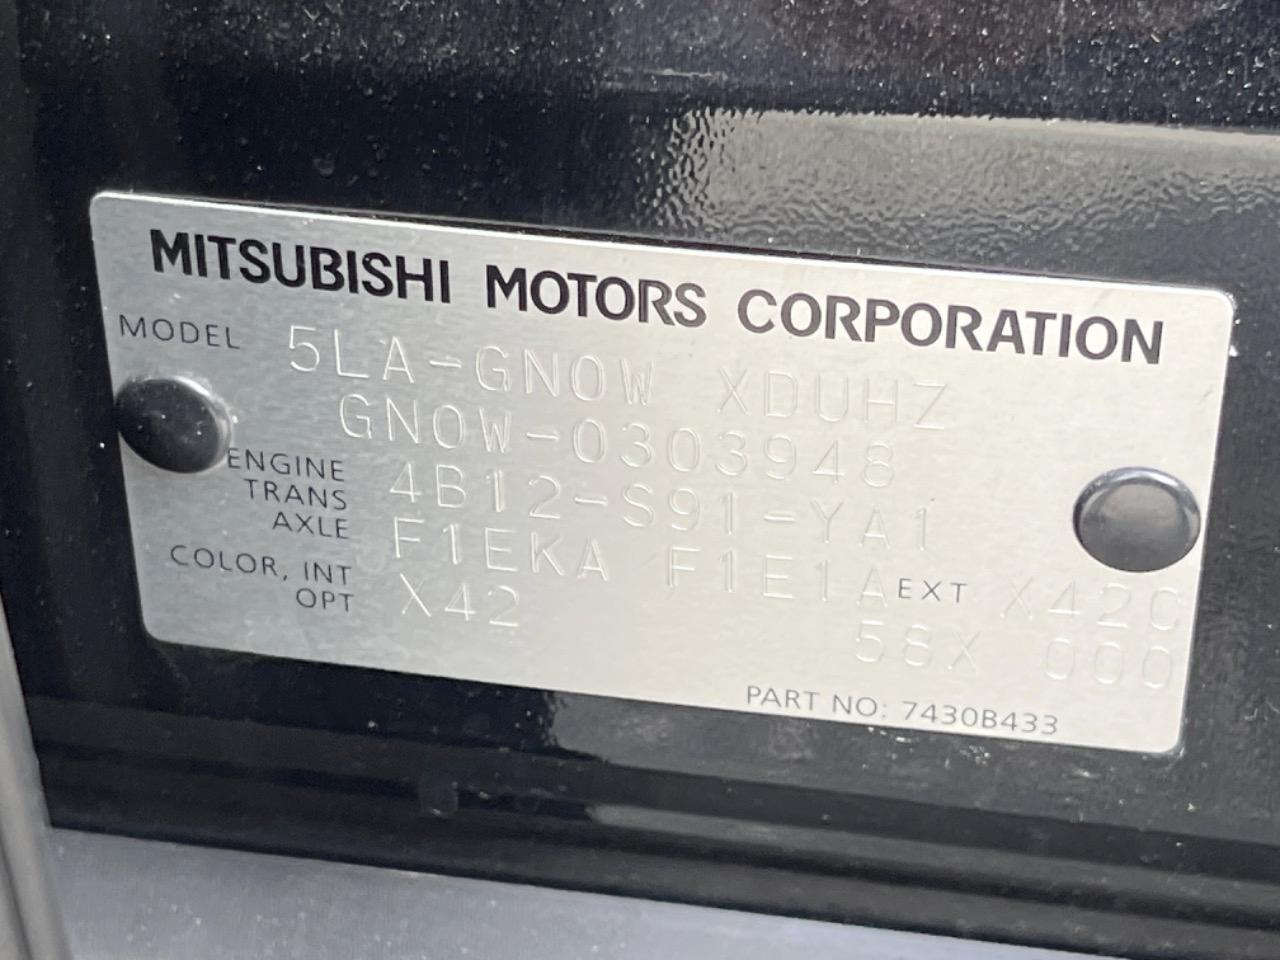 MITSUBISHI MOTORS CORPORATION
MODEL 5LA-GN0W XDUHZ
GN0W-0303948
ENGINE 4B12-S91-YA1
TRANS
AXLE F1EKA F1E1A
COLOR, INT X42 EXT X42C
OPT 58X 000
PART NO: 7430B433